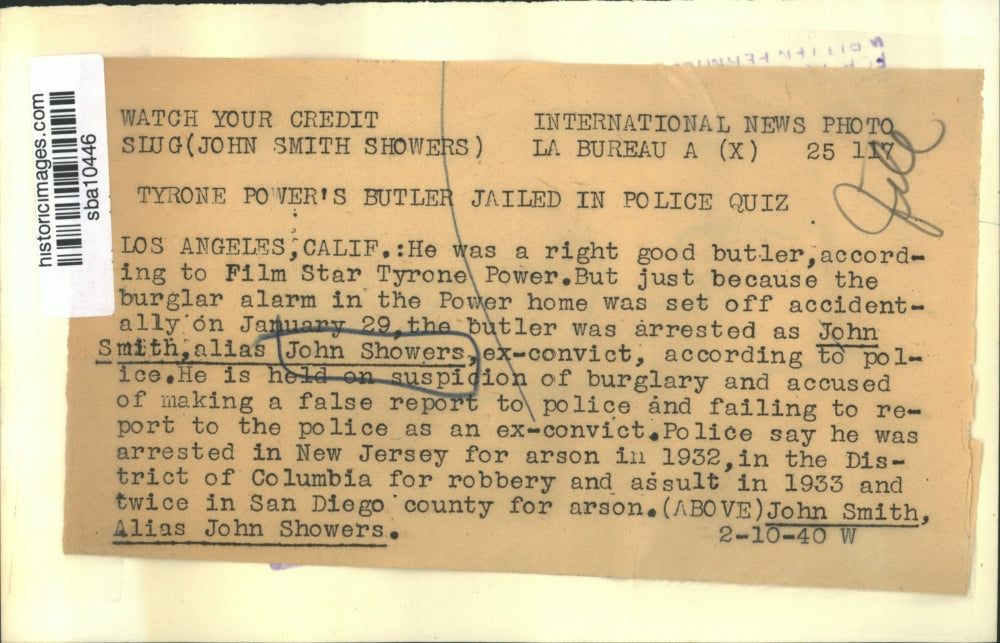 historicimages.com
sba10446
WATCH YOUR CREDIT
INTERNATIONAL NEWS PHOTO
SLUG(JOHN SMITH SHOWERS)
LA BUREAU A (X) 25 117
TYRONE POWER'S BUTLER JAILED IN POLICE QUIZ
LOS ANGELES,CALIF.:He was a right good butler,accord-
ing to Film Star Tyrone Power.But just because the
burglar alarm in the Power home was set off accident-
ally on January 29,the butler was arrested as John
Smith,alias John Showers,ex-convict, according to pol-
ice.He is held on suspicion of burglary and accused
of making a false report to police and failing to re-
port to the police as an ex-convict.Police say he was
arrested in New Jersey for arson in 1932,in the Dis-
trict of Columbia for robbery and assult in 1933 and
twice in San Diego county for arson.(ABOVE)John Smith,
Alias John Showers.
2-10-40 W